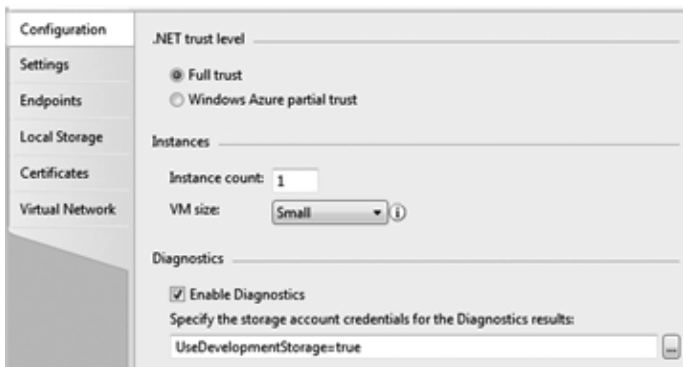 Configuration
Settings
Endpoints
Local Storage
Certificates
Virtual Network
.NET trust level
Full trust
Windows Azure partial trust
Instances
Instance count: 1
VM size: Small
Diagnostics
Enable Diagnostics
Specify the storage account credentials for the Diagnostics results:
UseDevelopmentStorage=true
...